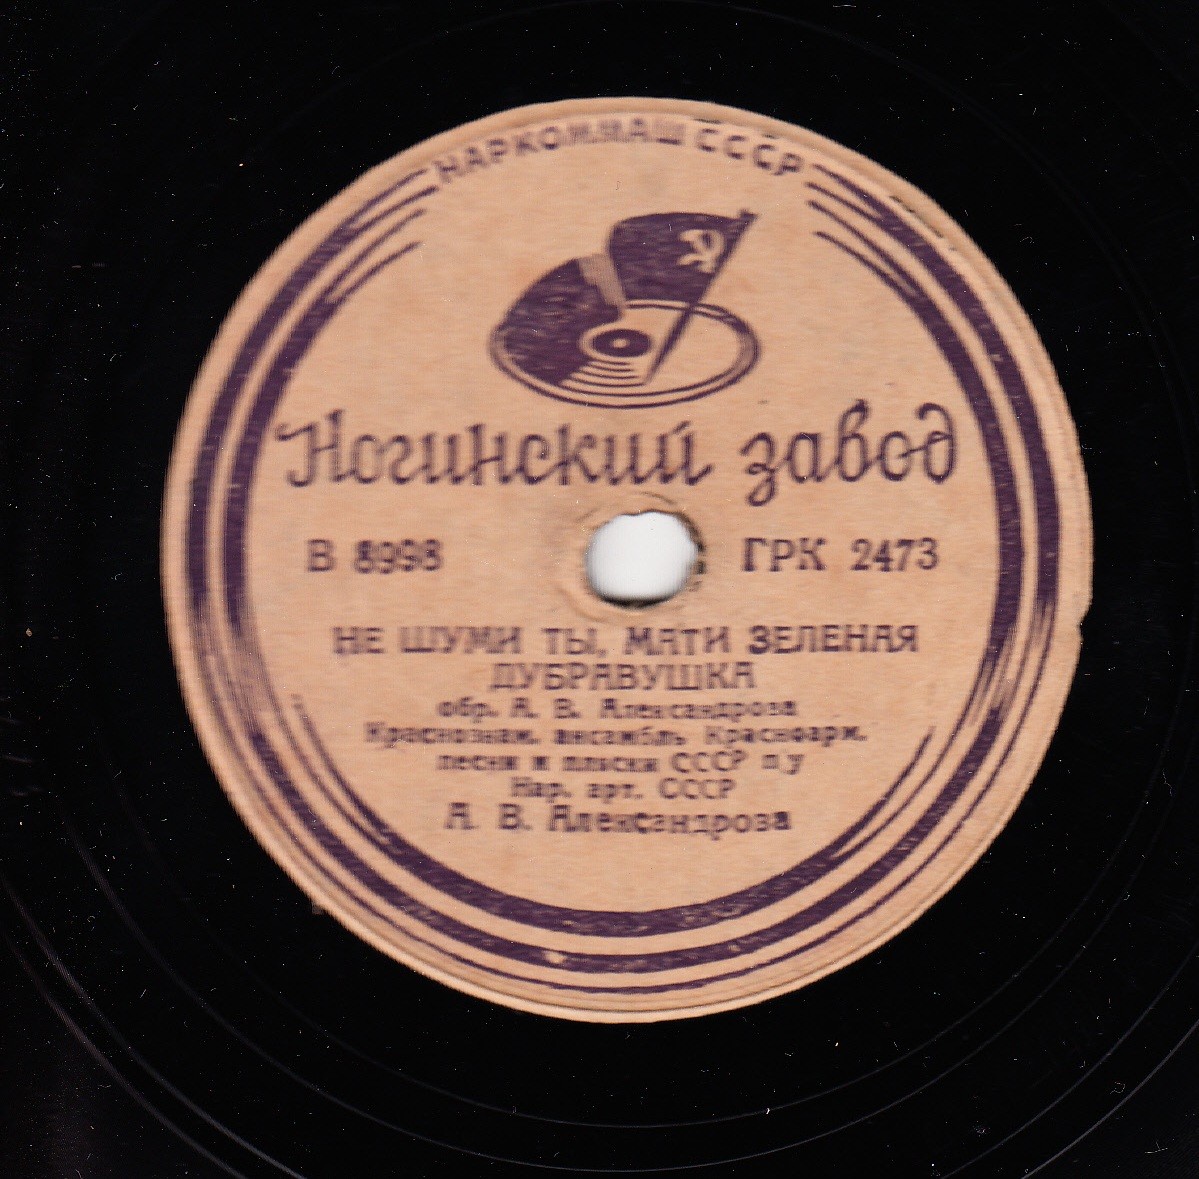 НАРКОММАШ СССР
Ногинский завод
В 8998 ГРК 2473
НЕ ШУМИ ТЫ, МАТИ ЗЕЛЕНАЯ
ДУБРАВУШКА
обр. А. В. Александрова
Краснознам. ансамбль Красноарм.
песни и пляски СССР п/у
Нар. арт. СССР
А. В. Александрова